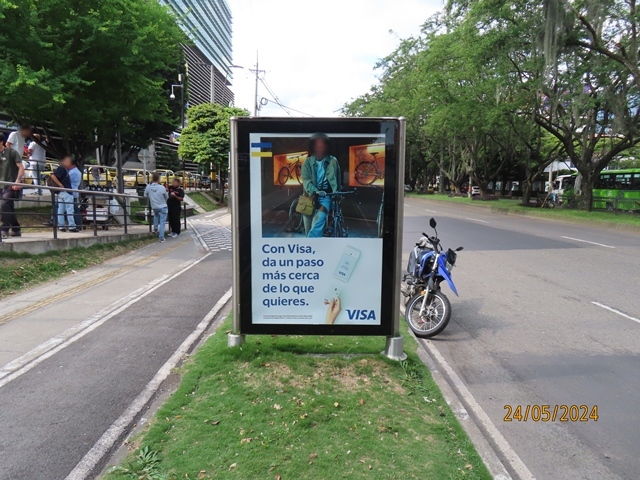 Con Visa,
da un paso
más cerca
de lo que
quieres.
VISA
24/05/2024